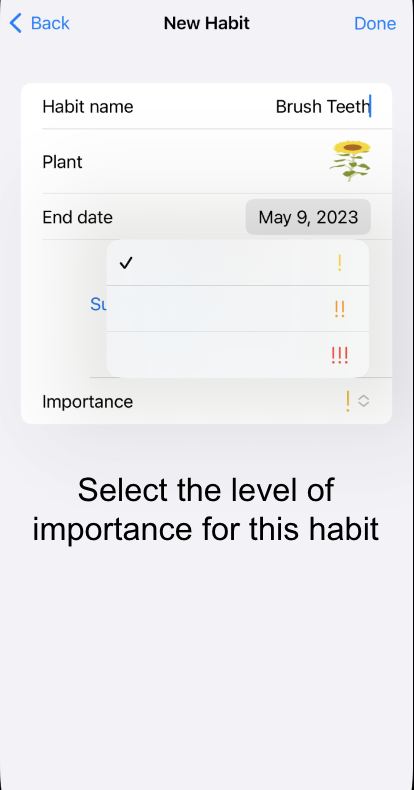 Back New Habit Done
Habit name Brush Teeth
Plant
End date May 9, 2023
!
!!
!!!
Importance !
Select the level of
importance for this habit